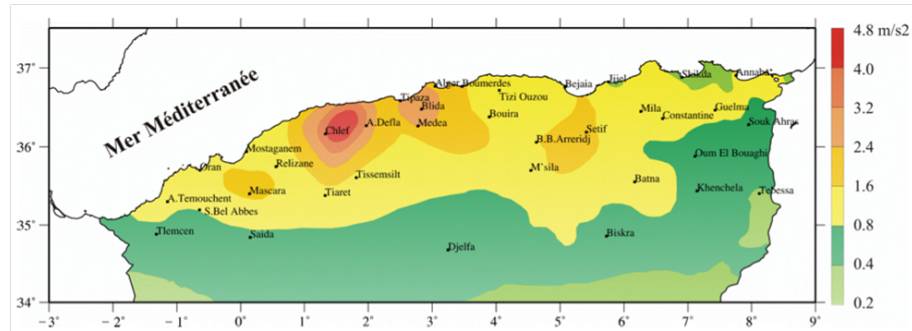 4.8 m/s2
37°
Mer Méditerranée
Alger Boumerdes
Bejaia
Jijel
Skikda
Annaba
4.0
Tipaza
Blida
Tizi Ouzou
Mila
Guelma
3.2
Chlef
A.Defla
Medea
Bouira
Constantine
Souk Ahras
B.B.Arreridj
Setif
36°
Mostaganem
Oum El Bouaghi
2.4
Oran
Relizane
M'sila
Tissemsilt
Batna
Khenchela
Tebessa
1.6
A.Temouchent
Mascara
Tiaret
S.Bel Abbes
35°
0.8
Tlemcen
Saida
Djelfa
Biskra
0.4
34°
0.2
−3° −2° −1° 0° 1° 2° 3° 4° 5° 6° 7° 8° 9°